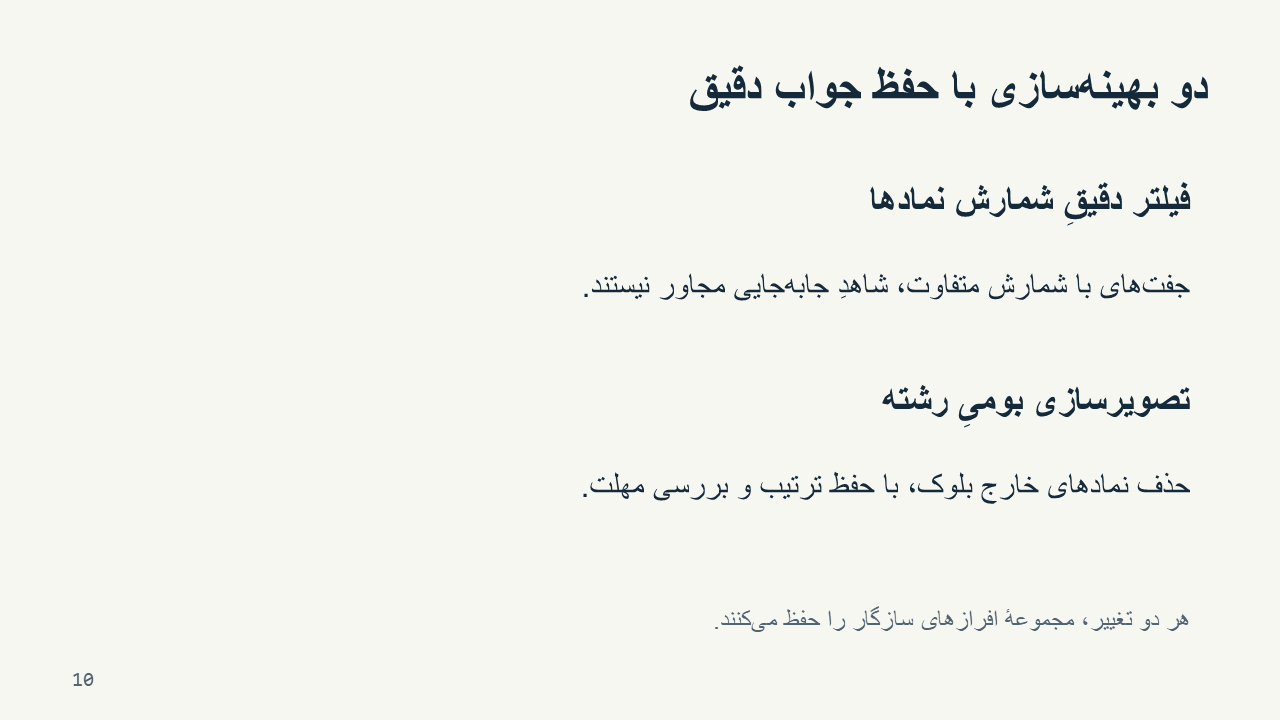 دو بهینه‌سازی با حفظ جواب دقیق
فیلتر دقیقِ شمارش نمادها
جفت‌های با شمارش متفاوت، شاهدِ جابه‌جایی مجاور نیستند.
تصویرسازی بومیِ رشته
حذف نمادهای خارج بلوک، با حفظ ترتیب و بررسی مهلت.
هر دو تغییر، مجموعهٔ افرازهای سازگار را حفظ می‌کنند.
10